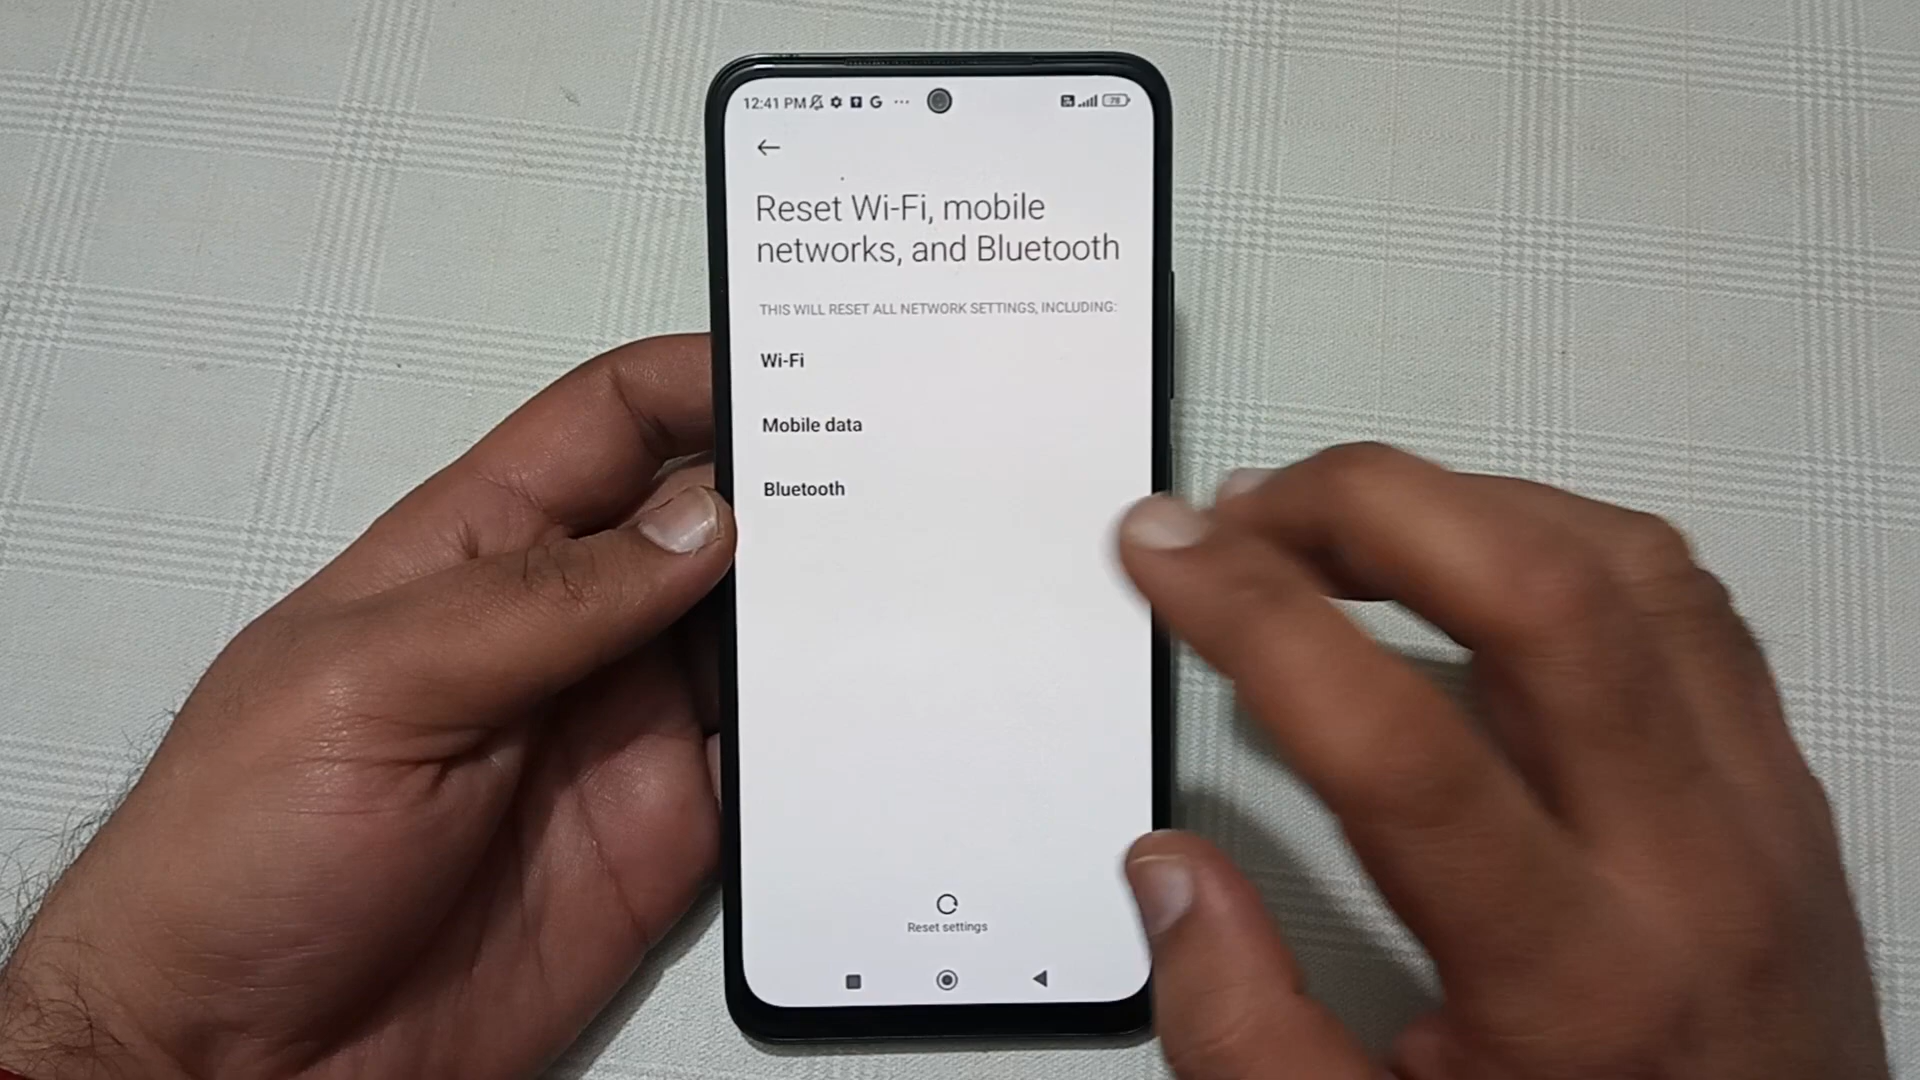 12:41 PM G ... 78
Reset Wi-Fi, mobile
networks, and Bluetooth
THIS WILL RESET ALL NETWORK SETTINGS, INCLUDING:
Wi-Fi
Mobile data
Bluetooth
Reset settings